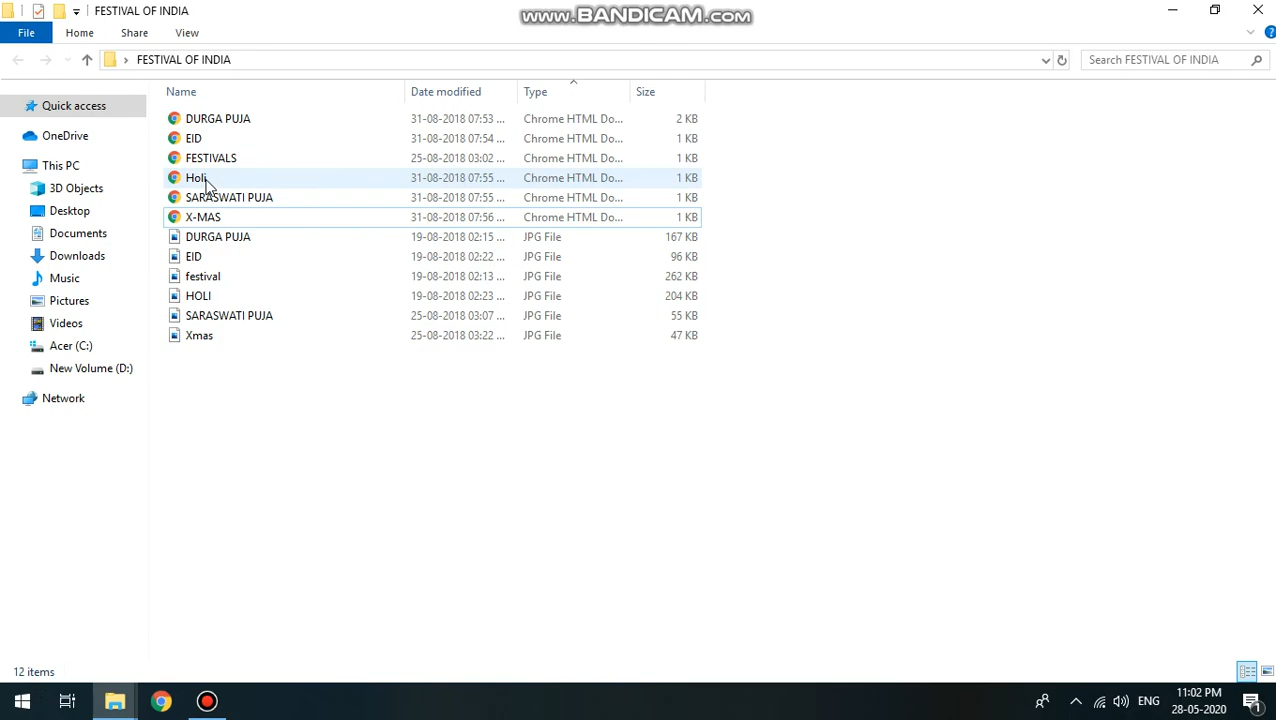 FESTIVAL OF INDIA
www.BANDICAM.com
File Home Share View
FESTIVAL OF INDIA
Search FESTIVAL OF INDIA
Name Date modified Type Size
Quick access
OneDrive
This PC
3D Objects
Desktop
Documents
Downloads
Music
Pictures
Videos
Acer (C:)
New Volume (D:)
Network
DURGA PUJA 31-08-2018 07:53 ... Chrome HTML Do... 2 KB
EID 31-08-2018 07:54 ... Chrome HTML Do... 1 KB
FESTIVALS 25-08-2018 03:02 ... Chrome HTML Do... 1 KB
Holi 31-08-2018 07:55 ... Chrome HTML Do... 1 KB
SARASWATI PUJA 31-08-2018 07:55 ... Chrome HTML Do... 1 KB
X-MAS 31-08-2018 07:56 ... Chrome HTML Do... 1 KB
DURGA PUJA 19-08-2018 02:15 ... JPG File 167 KB
EID 19-08-2018 02:22 ... JPG File 96 KB
festival 19-08-2018 02:13 ... JPG File 262 KB
HOLI 19-08-2018 02:23 ... JPG File 204 KB
SARASWATI PUJA 25-08-2018 03:07 ... JPG File 55 KB
Xmas 25-08-2018 03:22 ... JPG File 47 KB
12 items
ENG
11:02 PM
28-05-2020
1